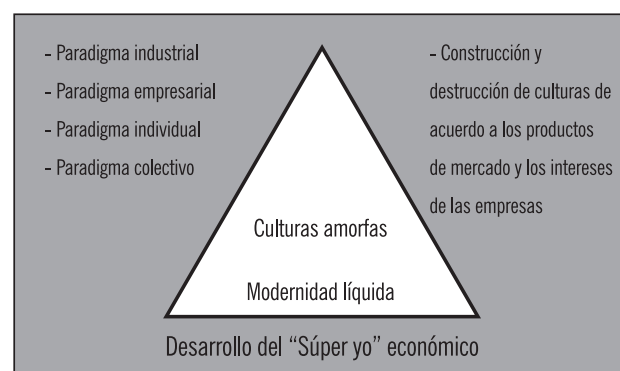 - Paradigma industrial
- Paradigma empresarial
- Paradigma individual
- Paradigma colectivo
- Construcción y
destrucción de culturas de
acuerdo a los productos
de mercado y los intereses
de las empresas
Culturas amorfas
Modernidad líquida
Desarrollo del “Súper yo” económico